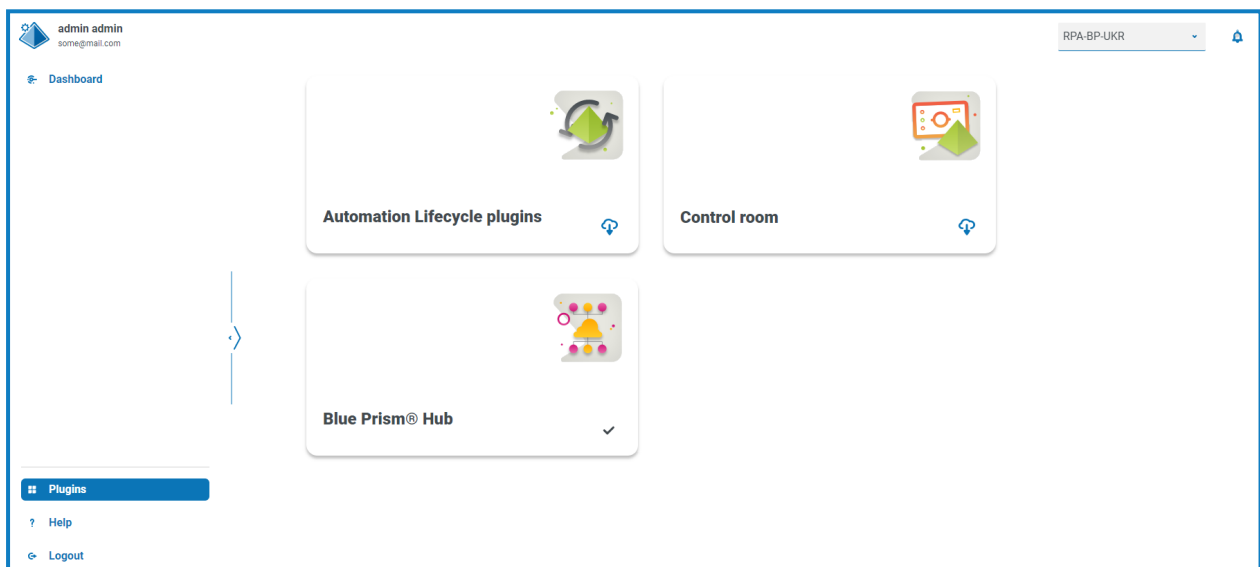 admin admin
some@mail.com
RPA-BP-UKR
Dashboard
Automation Lifecycle plugins
Control room
Blue Prism® Hub
Plugins
? Help
Logout